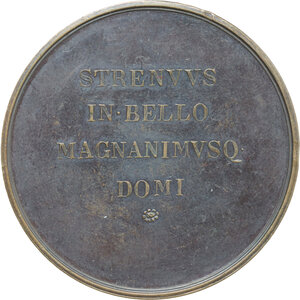 STRENVVS
IN·BELLO
MAGNANIMVSQ
DOMI